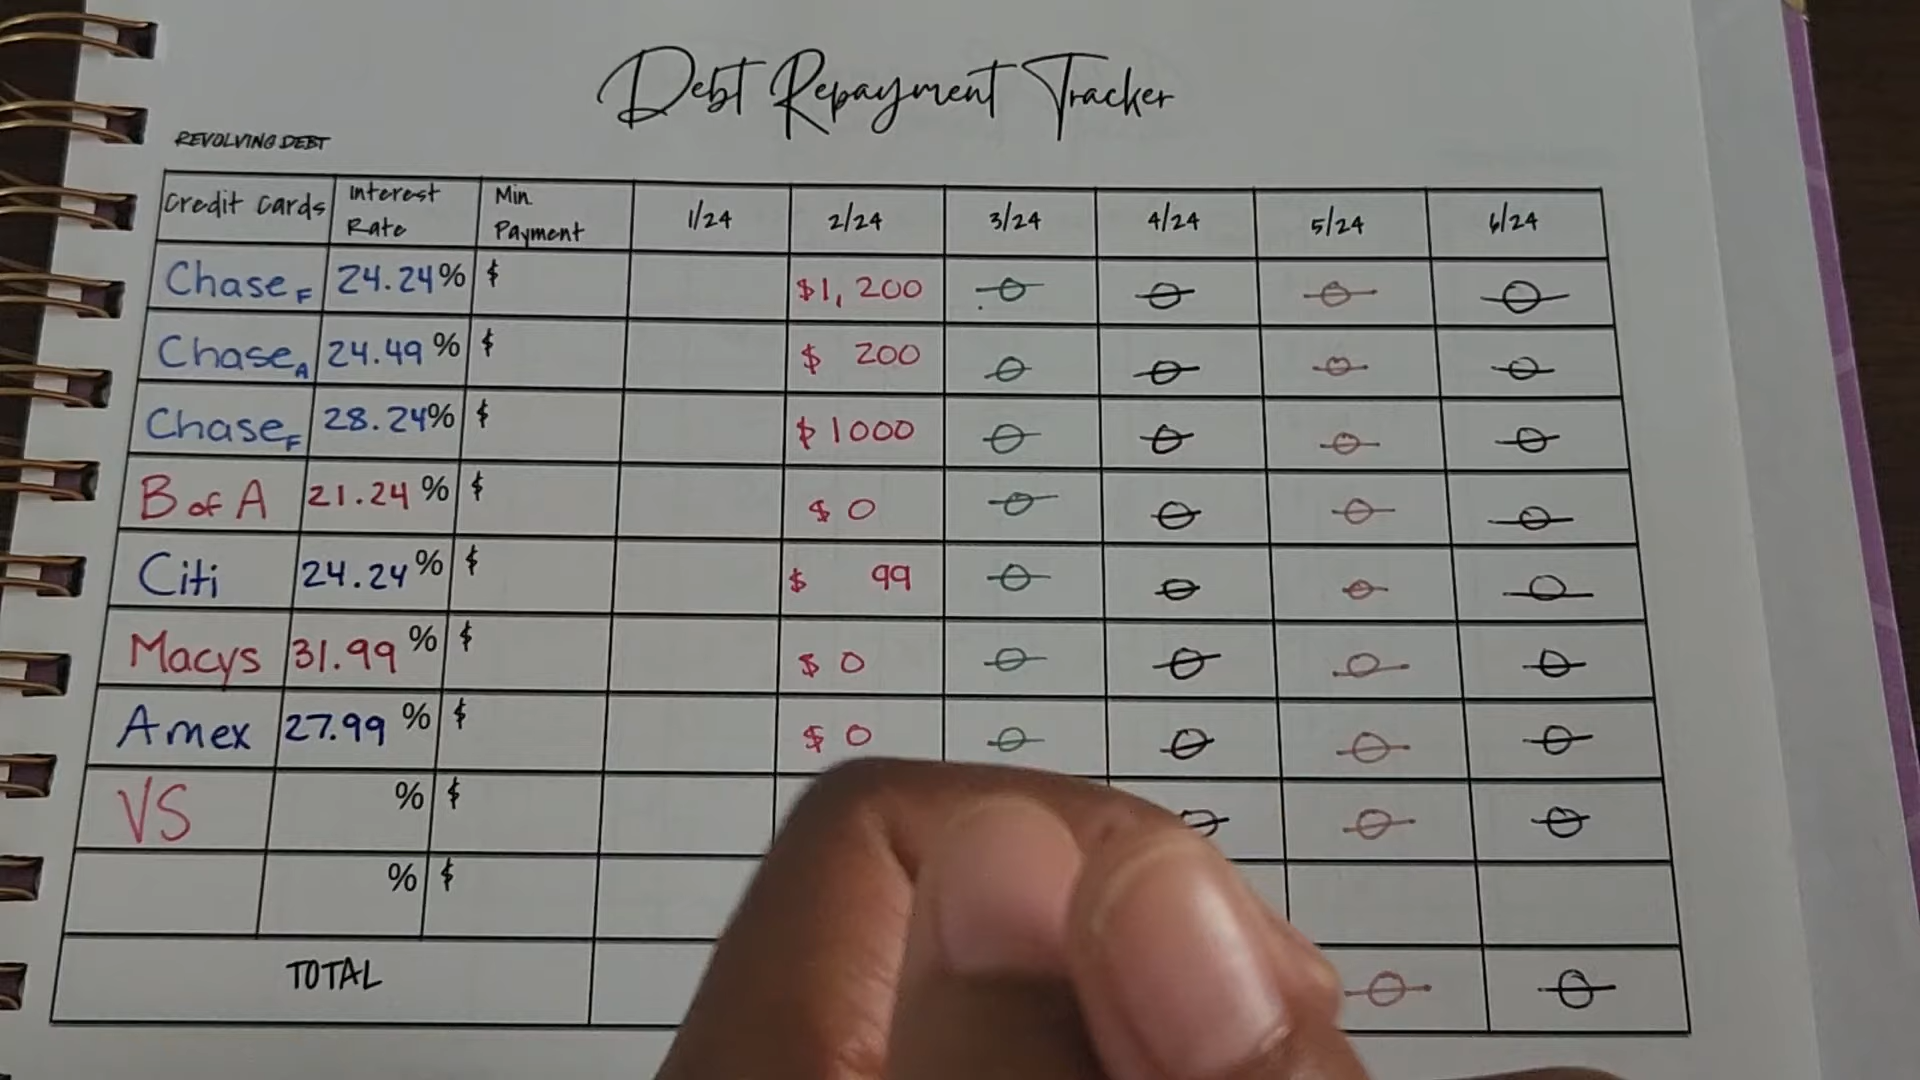 Debt Repayment Tracker
REVOLVING DEBT
Credit Cards Interest Rate Min. Payment 1/24 2/24 3/24 4/24 5/24 6/24
Chase F 24.24% $ $1,200
Chase A 24.49% $ $ 200
Chase F 28.24% $ $1000
B of A 21.24% $ $ 0
Citi 24.24% $ $ 99
Macys 31.99% $ $ 0
Amex 27.99% $ $ 0
VS % $
% $
TOTAL